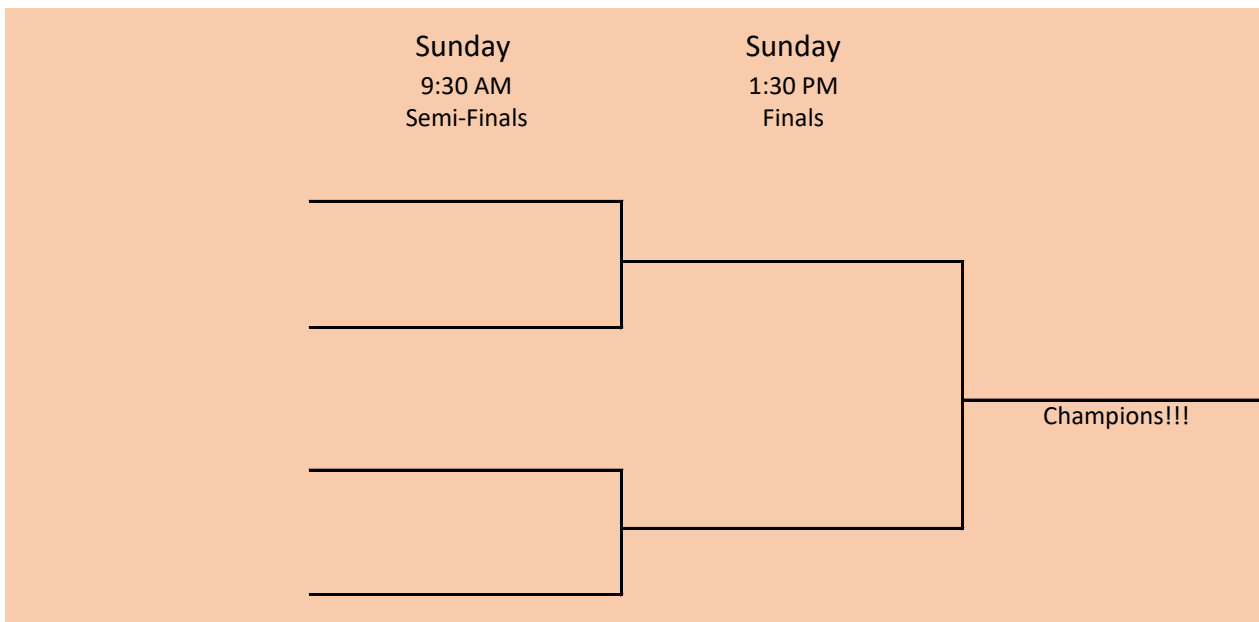 Sunday
9:30 AM
Semi-Finals
Sunday
1:30 PM
Finals
Champions!!!